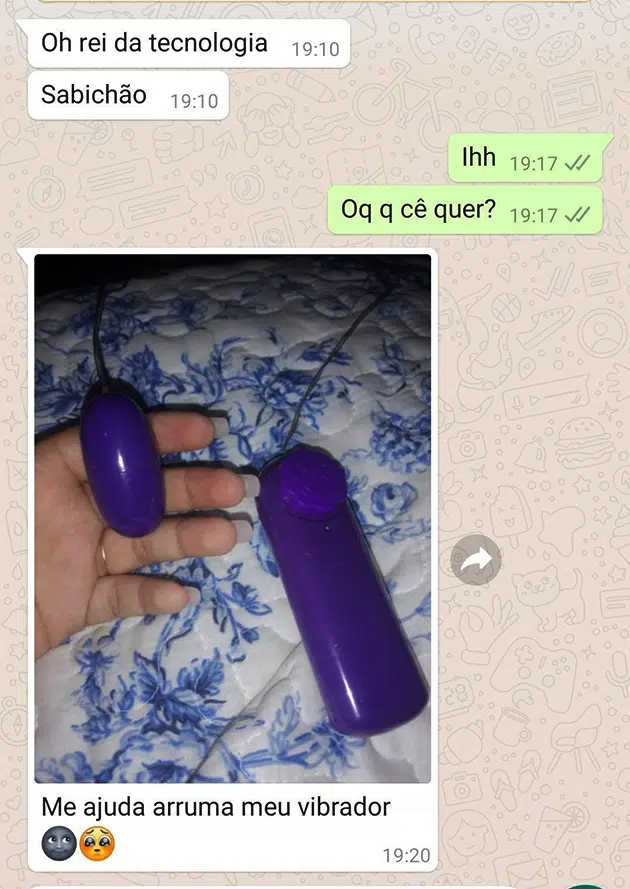 Oh rei da tecnologia 19:10
Sabichão 19:10
Ihh 19:17
Oq q cê quer? 19:17
Me ajuda arruma meu vibrador
🌚🥺
19:20